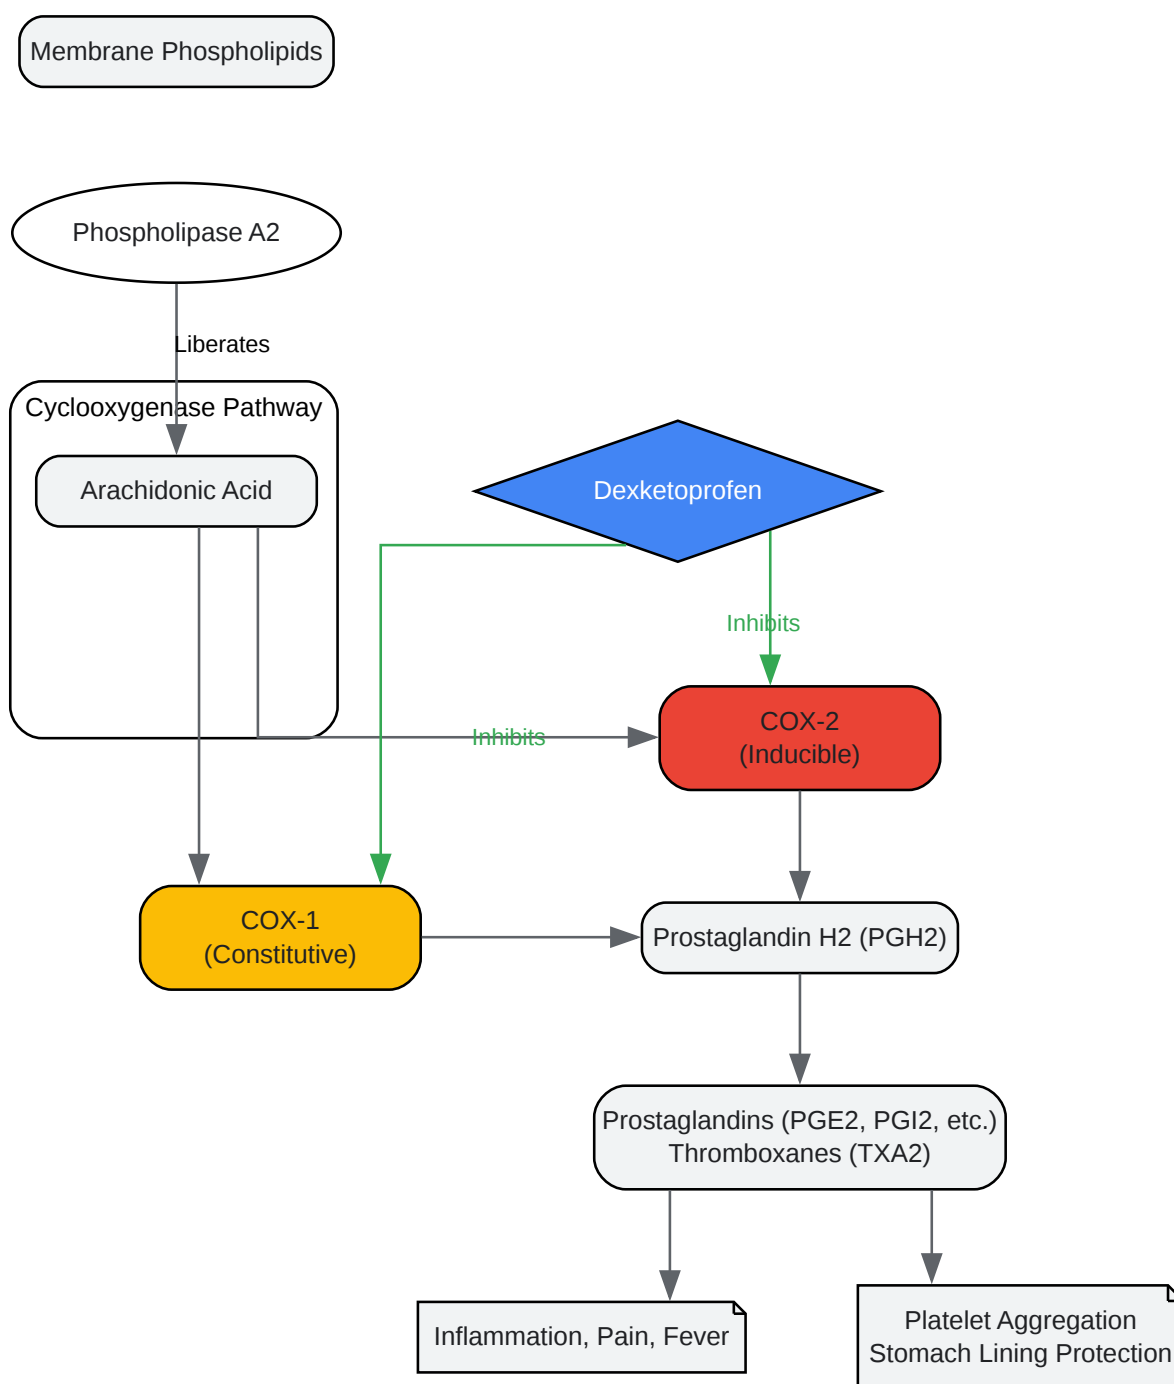 Membrane Phospholipids
Phospholipase A2
Liberates
Cyclooxygenase Pathway
Arachidonic Acid
Dexketoprofen
Inhibits
COX-2
(Inducible)
Inhibits
COX-1
(Constitutive)
Prostaglandin H2 (PGH2)
Prostaglandins (PGE2, PGI2, etc.)
Thromboxanes (TXA2)
Inflammation, Pain, Fever
Platelet Aggregation
Stomach Lining Protection